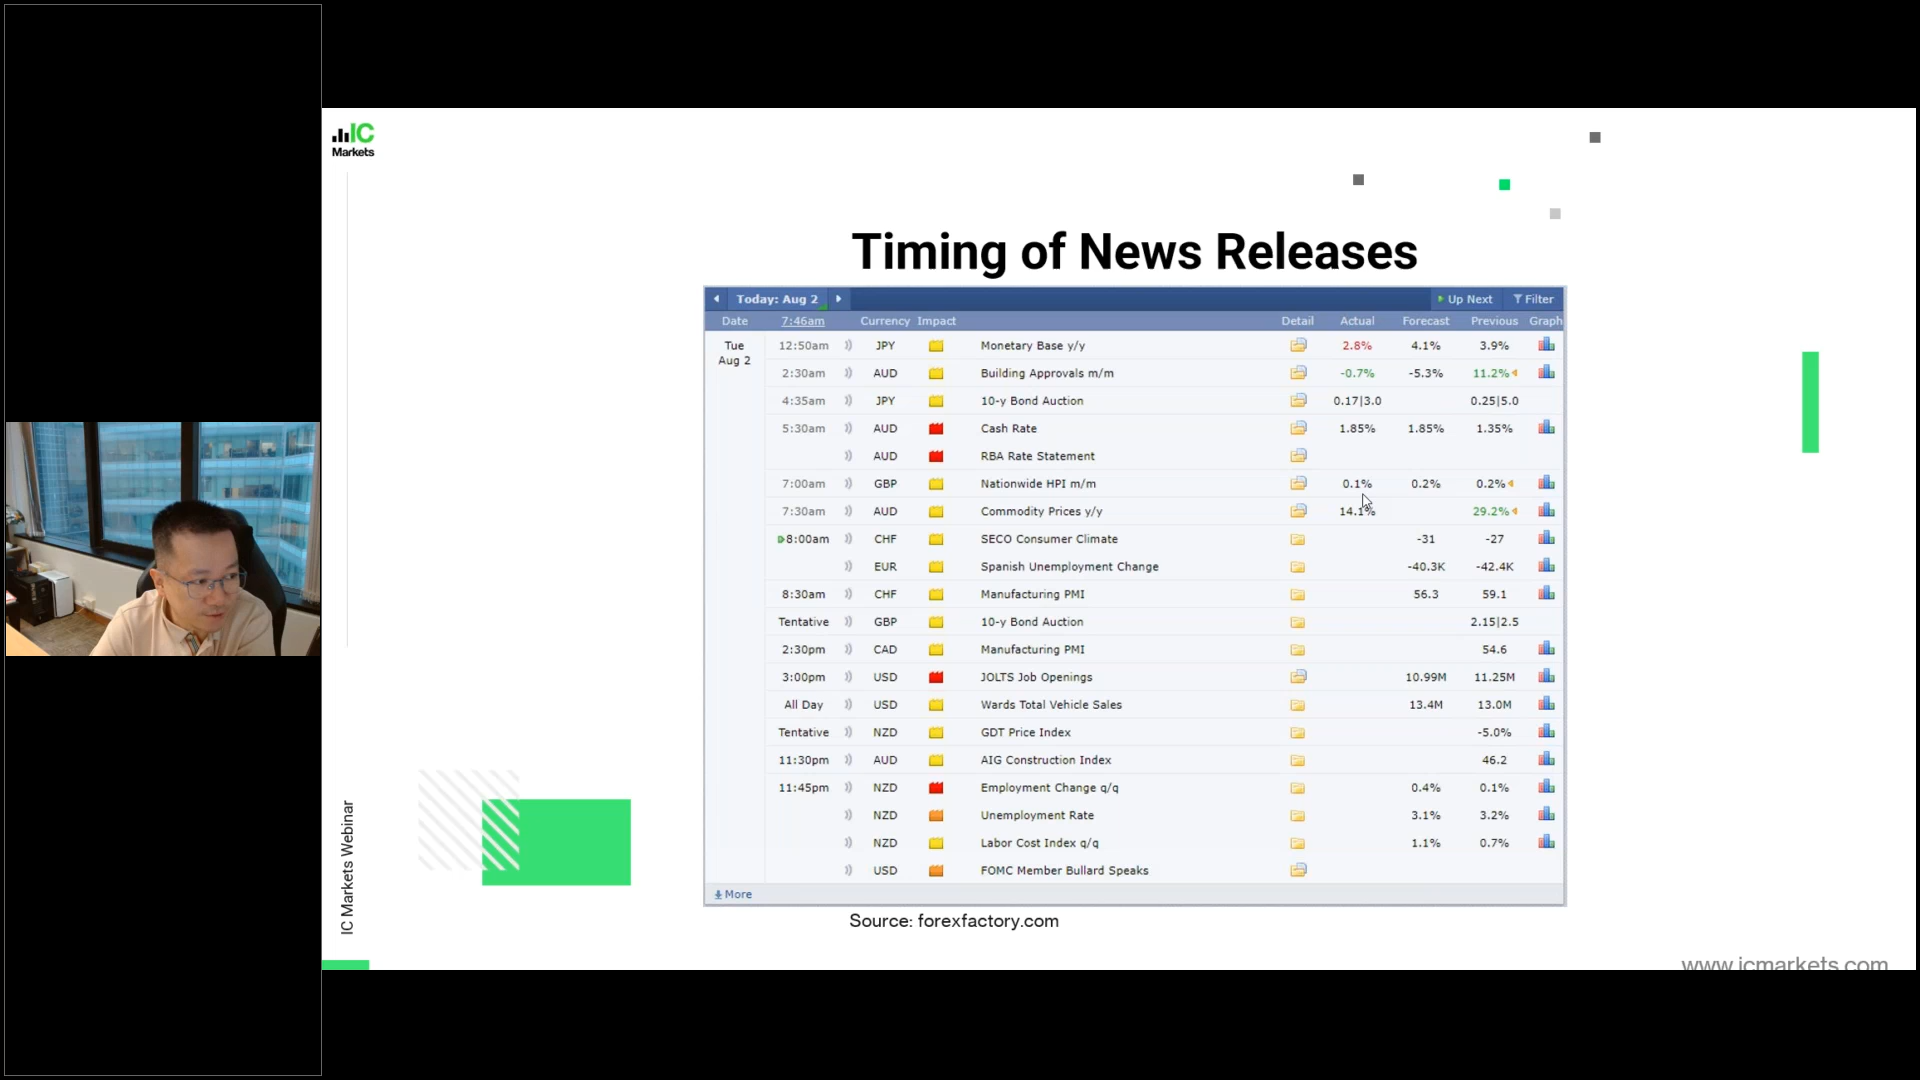 IC
Markets
Timing of News Releases
Today: Aug 2 Up Next Filter
Date 7:46am Currency Impact Detail Actual Forecast Previous Graph
Tue 12:50am JPY Monetary Base y/y 2.8% 4.1% 3.9%
Aug 2
2:30am AUD Building Approvals m/m -0.7% -5.3% 11.2%
4:35am JPY 10-y Bond Auction 0.17|3.0 0.25|5.0
5:30am AUD Cash Rate 1.85% 1.85% 1.35%
AUD RBA Rate Statement
7:00am GBP Nationwide HPI m/m 0.1% 0.2% 0.2%
7:30am AUD Commodity Prices y/y 14.1% 29.2%
8:00am CHF SECO Consumer Climate -31 -27
EUR Spanish Unemployment Change -40.3K -42.4K
8:30am CHF Manufacturing PMI 56.3 59.1
Tentative GBP 10-y Bond Auction 2.15|2.5
2:30pm CAD Manufacturing PMI 54.6
3:00pm USD JOLTS Job Openings 10.99M 11.25M
All Day USD Wards Total Vehicle Sales 13.4M 13.0M
Tentative NZD GDT Price Index -5.0%
11:30pm AUD AIG Construction Index 46.2
11:45pm NZD Employment Change q/q 0.4% 0.1%
NZD Unemployment Rate 3.1% 3.2%
NZD Labor Cost Index q/q 1.1% 0.7%
USD FOMC Member Bullard Speaks
More
Source: forexfactory.com
IC Markets Webinar
www.icmarkets.com